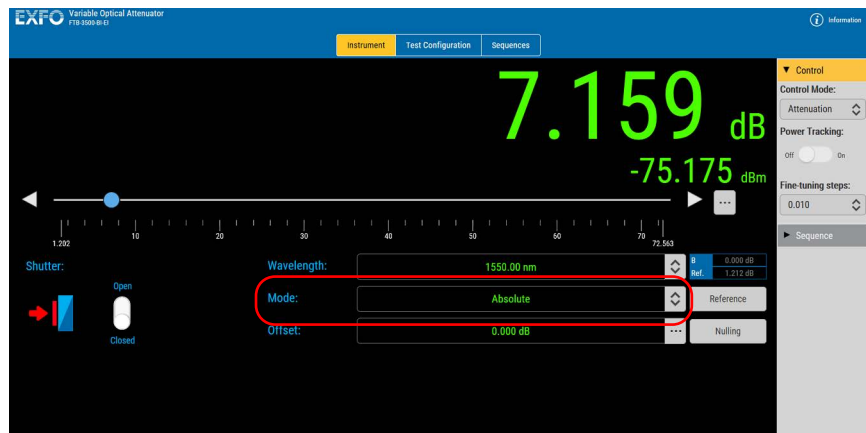 EXFO Variable Optical Attenuator
FTB-3500-BI-EI
Information
Instrument Test Configuration Sequences
7.159 dB
-75.175 dBm
1.202 10 20 30 40 50 60 70 72.563
...
Shutter:
Open
Closed
Wavelength: 1550.00 nm
B 0.000 dB
Ref. 1.212 dB
Mode: Absolute
Reference
Offset: 0.000 dB ...
Nulling
Control
Control Mode:
Attenuation
Power Tracking:
Off On
Fine-tuning steps:
0.010
Sequence